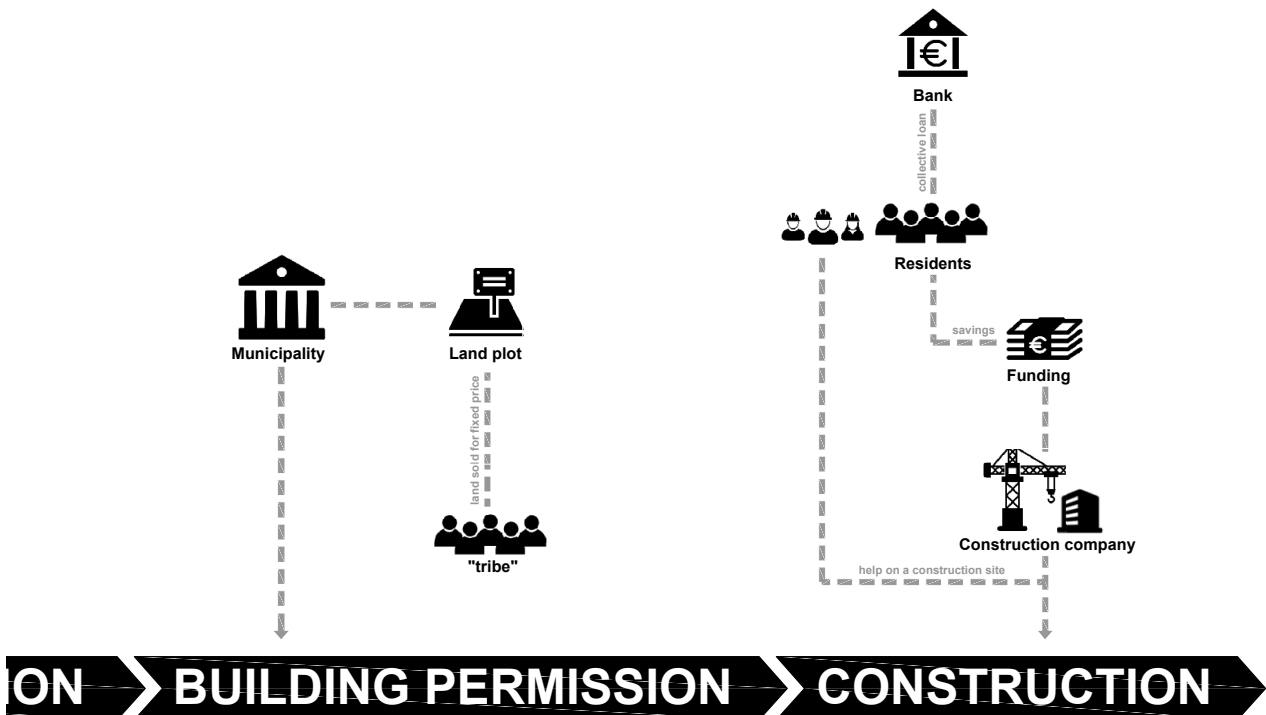 Bank
collective loan
Residents
Municipality
Land plot
savings
Funding
land sold for fixed price
"tribe"
Construction company
help on a construction site
ION
BUILDING PERMISSION
CONSTRUCTION